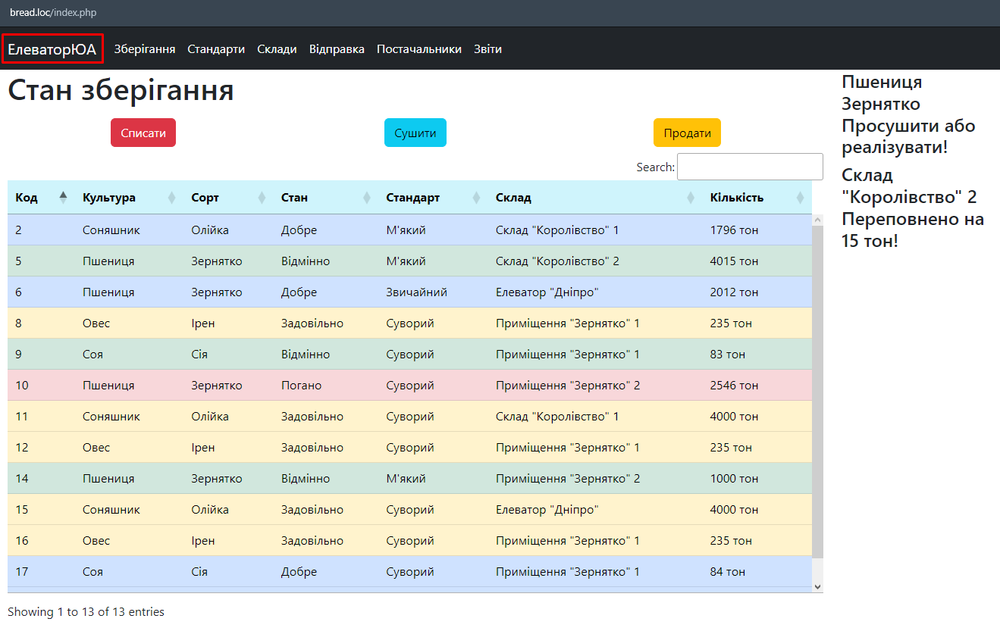 bread.loc/index.php
ЕлеваторЮА Зберігання Стандарти Склади Відправка Постачальники Звіти
Стан зберігання
Списати Сушити Продати
Search:
Код Культура Сорт Стан Стандарт Склад Кількість
2 Соняшник Олійка Добре М'який Склад "Королівство" 1 1796 тон
5 Пшениця Зернятко Відмінно М'який Склад "Королівство" 2 4015 тон
6 Пшениця Зернятко Добре Звичайний Елеватор "Дніпро" 2012 тон
8 Овес Ірен Задовільно Суворий Приміщення "Зернятко" 1 235 тон
9 Соя Сія Відмінно Суворий Приміщення "Зернятко" 1 83 тон
10 Пшениця Зернятко Погано Суворий Приміщення "Зернятко" 2 2546 тон
11 Соняшник Олійка Задовільно Суворий Склад "Королівство" 1 4000 тон
12 Овес Ірен Задовільно Суворий Приміщення "Зернятко" 1 235 тон
14 Пшениця Зернятко Відмінно М'який Приміщення "Зернятко" 2 1000 тон
15 Соняшник Олійка Задовільно Суворий Елеватор "Дніпро" 4000 тон
16 Овес Ірен Задовільно Суворий Приміщення "Зернятко" 1 235 тон
17 Соя Сія Добре Суворий Приміщення "Зернятко" 1 84 тон
Showing 1 to 13 of 13 entries
Пшениця
Зернятко
Просушити або
реалізувати!
Склад
"Королівство" 2
Переповнено на
15 тон!